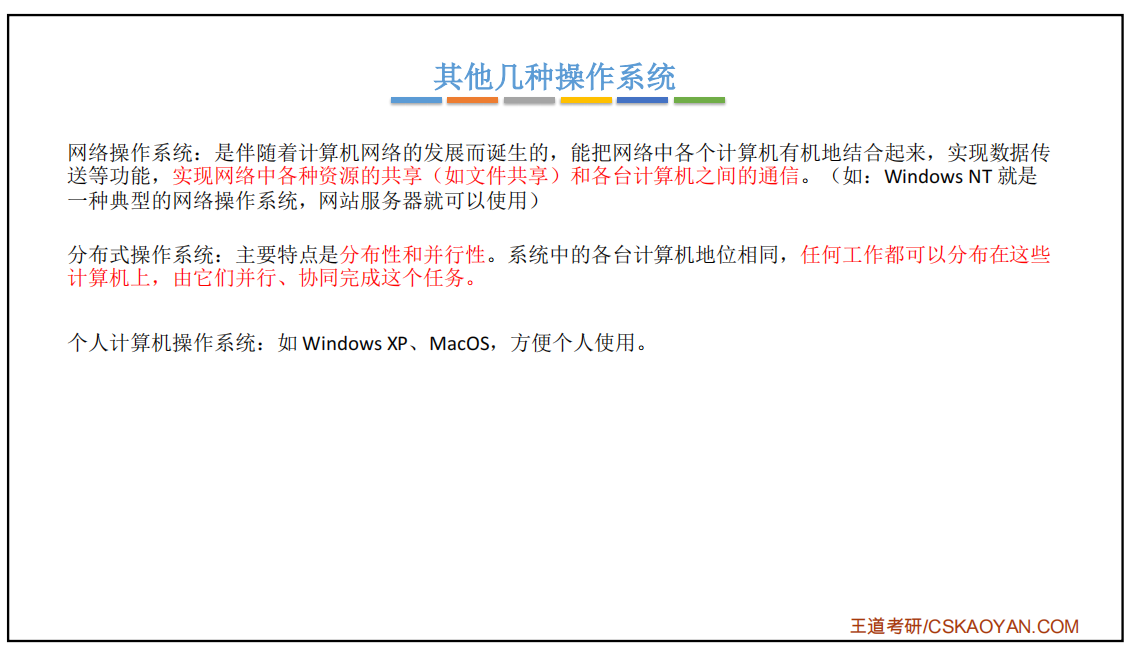 其他几种操作系统
网络操作系统：是伴随着计算机网络的发展而诞生的，能把网络中各个计算机有机地结合起来，实现数据传
送等功能，实现网络中各种资源的共享（如文件共享）和各台计算机之间的通信。（如：Windows NT 就是
一种典型的网络操作系统，网站服务器就可以使用）
分布式操作系统：主要特点是分布性和并行性。系统中的各台计算机地位相同，任何工作都可以分布在这些
计算机上，由它们并行、协同完成这个任务。
个人计算机操作系统：如 Windows XP、MacOS，方便个人使用。
王道考研/CSKAOYAN.COM